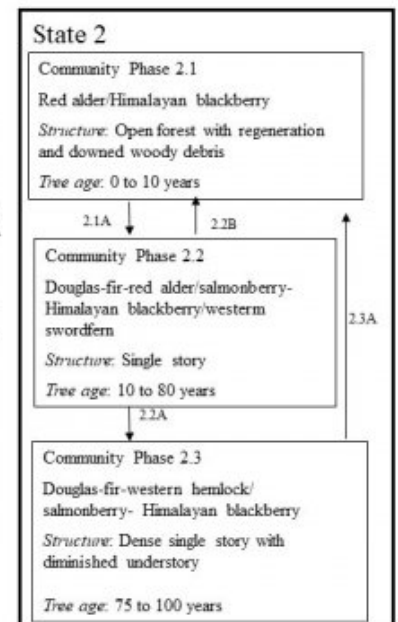 State 2
Community Phase 2.1
Red alder/Himalayan blackberry
Structure: Open forest with regeneration
and downed woody debris
Tree age: 0 to 10 years
2.1A
2.2B
Community Phase 2.2
Douglas-fir-red alder/salmonberry-
Himalayan blackberry/westerm
swordfern
Structure: Single story
Tree age: 10 to 80 years
2.3A
2.2A
Community Phase 2.3
Douglas-fir-western hemlock/
salmonberry- Himalayan blackberry
Structure: Dense single story with
diminished understory
Tree age: 75 to 100 years